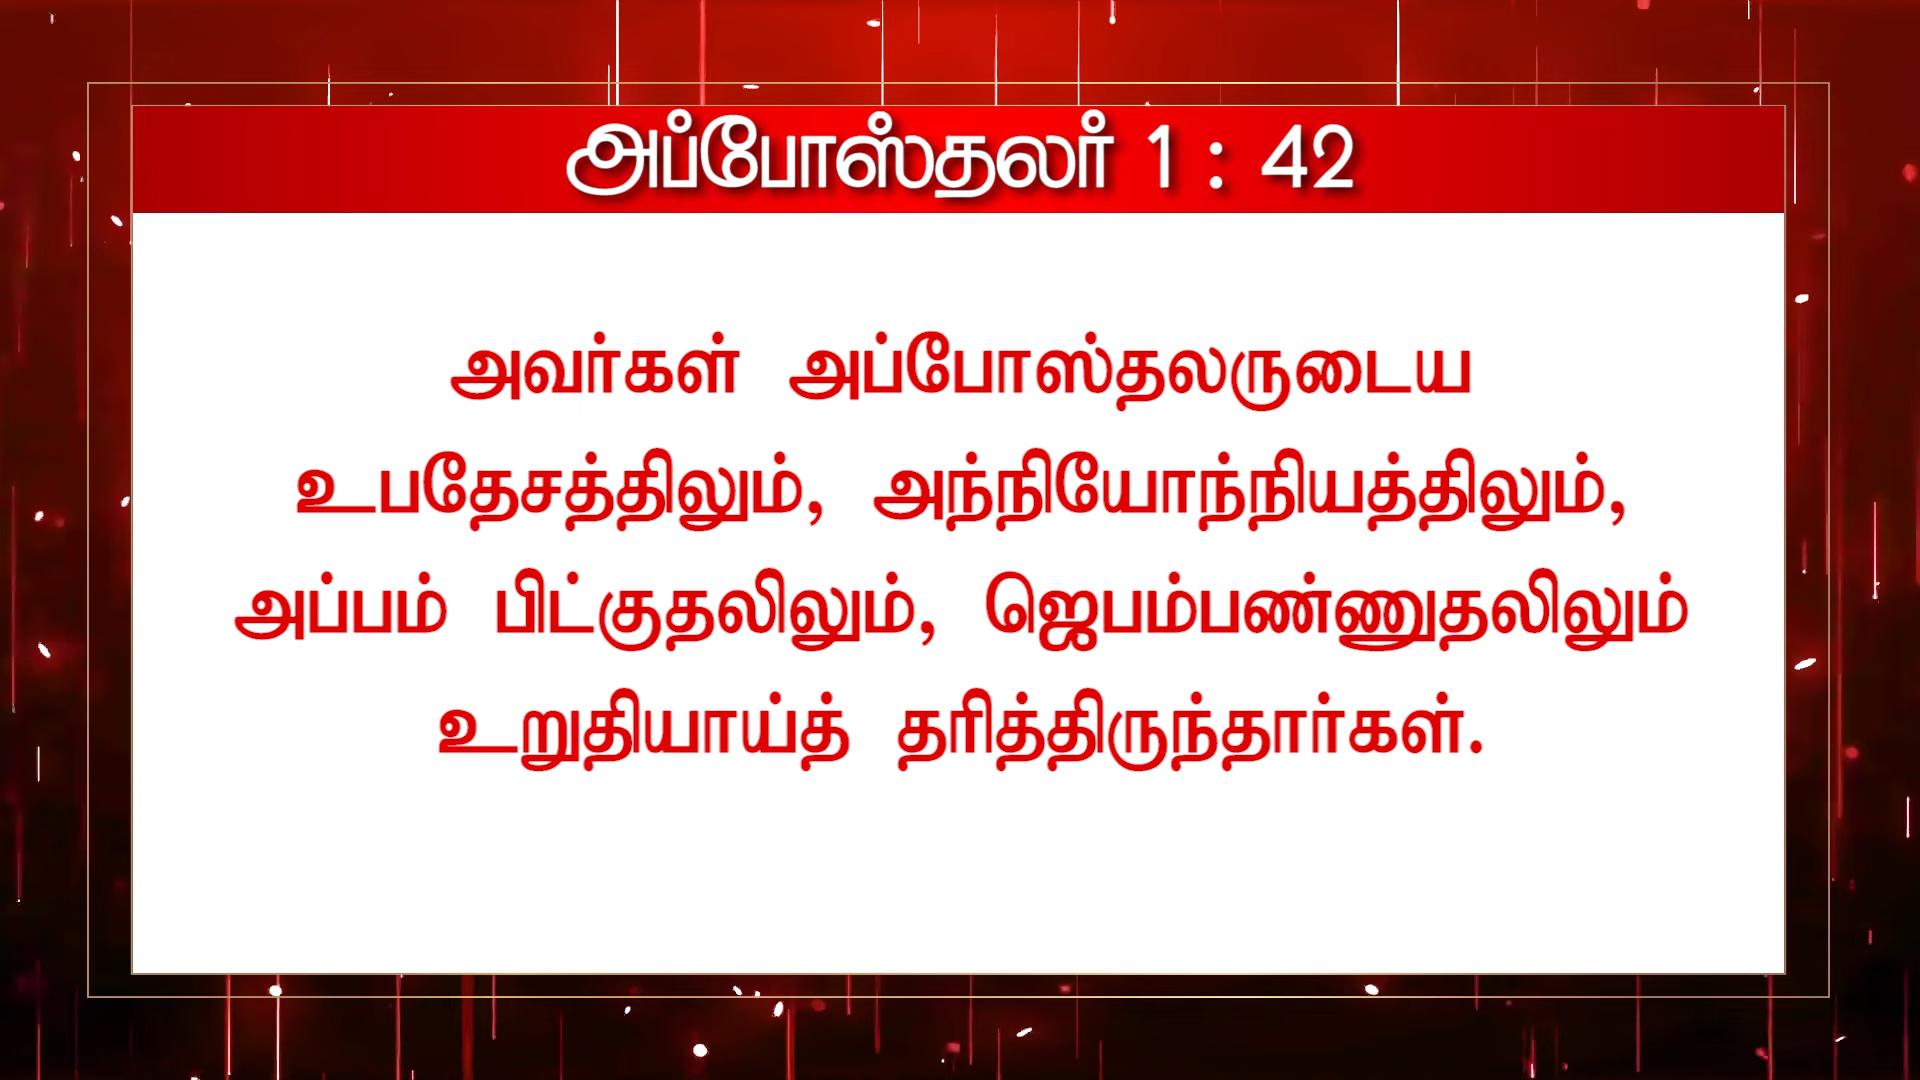 அப்போஸ்தலர் 1 : 42
அவர்கள் அப்போஸ்தலருடைய
உபதேசத்திலும், அந்நியோந்நியத்திலும்,
அப்பம் பிட்குதலிலும், ஜெபம்பண்ணுதலிலும்
உறுதியாய்த் தரித்திருந்தார்கள்.